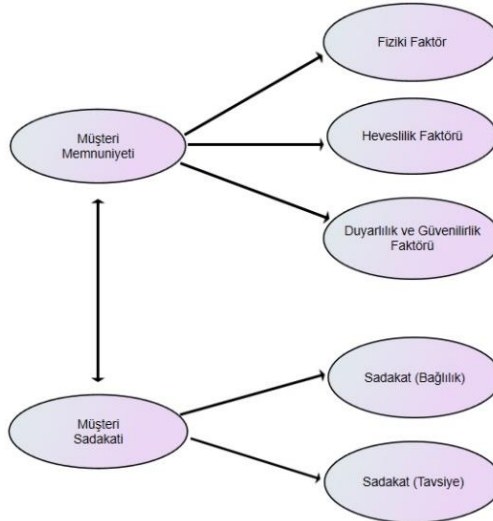 Fiziki Faktör
Müşteri
Memnuniyeti
Heveslilik Faktörü
Duyarlılık ve Güvenilirlik
Faktörü
Sadakat (Bağlılık)
Müşteri
Sadakati
Sadakat (Tavsiye)